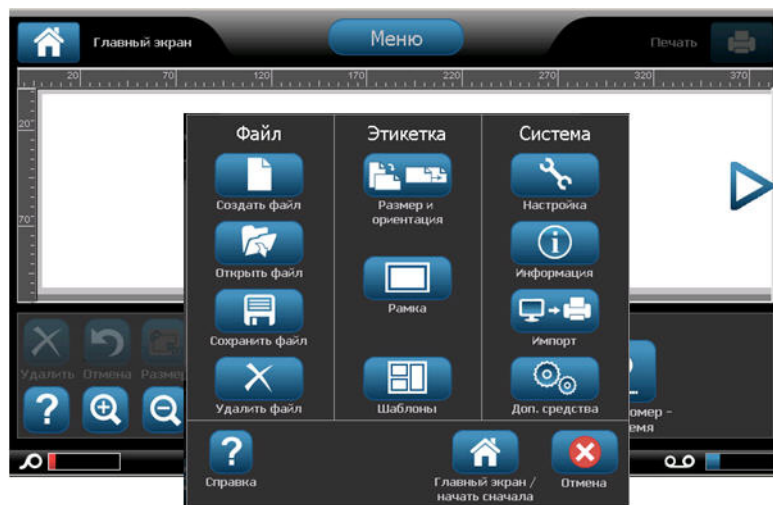 Главный экран
Меню
Печать
20 70 120 170 220 270 320 370
20
70
Файл Этикетка Система
Создать файл
Размер и
ориентация
Настройка
Открыть файл
Рамка
Информация
Сохранить файл
Импорт
Удалить файл
Шаблоны
Доп. средства
Удалить Отмена
?
?
Справка
Главный экран /
начать сначала
Отмена